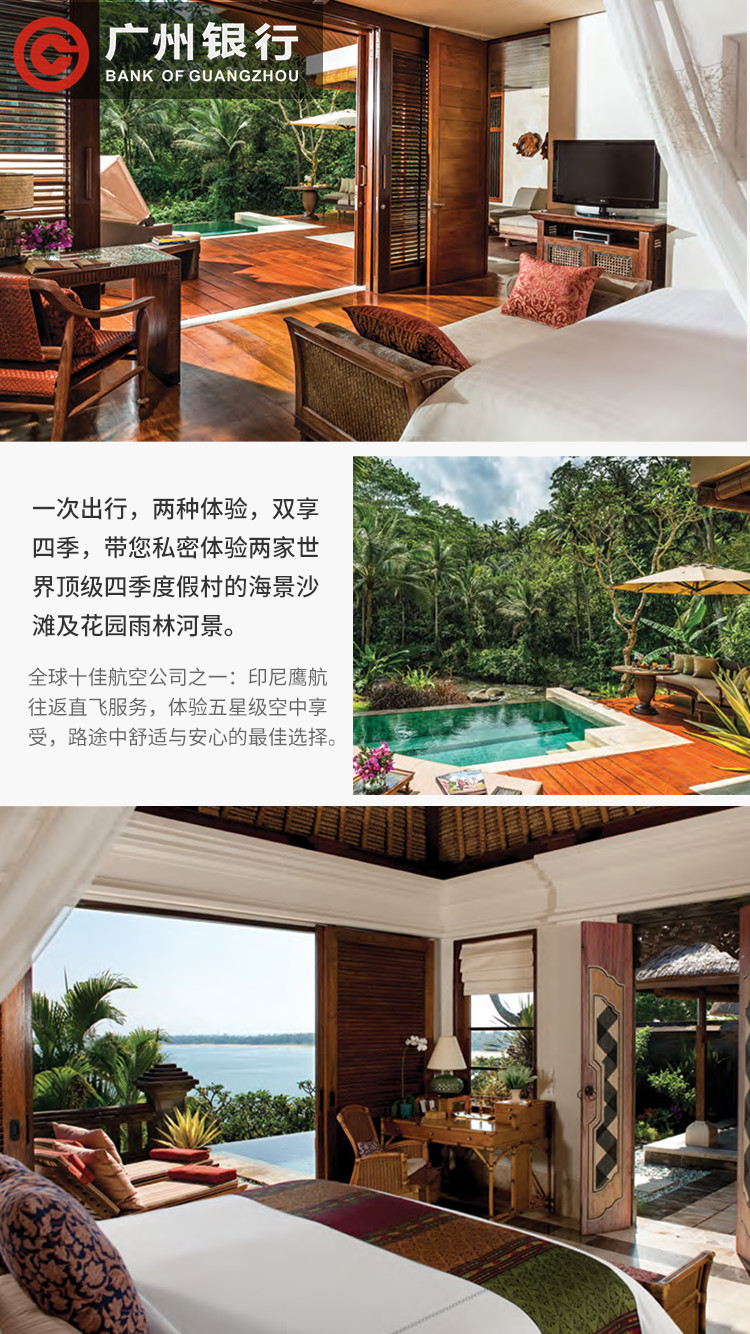 广州银行
BANK OF GUANGZHOU
一次出行，两种体验，双享
四季，带您私密体验两家世
界顶级四季度假村的海景沙
滩及花园雨林河景。
全球十佳航空公司之一：印尼鹰航
往返直飞服务，体验五星级空中享
受，路途中舒适与安心的最佳选择。